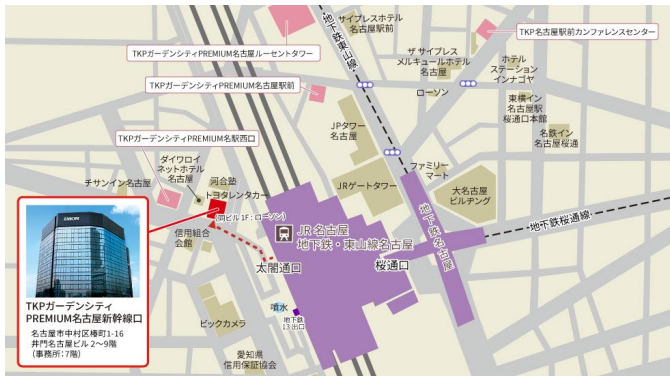 サイプレスホテル
名古屋駅前
TKP名古屋駅前カンファレンスセンター
地下鉄東山線
TKPガーデンシティPREMIUM名古屋ルーセントタワー
ザ サイプレス
メルキュールホテル
名古屋
ホテル
ステーション
インナゴヤ
TKPガーデンシティPREMIUM名古屋駅前
ローソン
東横イン
名古屋駅
桜通口本館
JPタワー
名古屋
名鉄イン
名古屋桜通
TKPガーデンシティPREMIUM名駅西口
ダイワロイ
ネットホテル
名古屋
河合塾
チサンイン名古屋
トヨタレンタカー
JRゲートタワー
ファミリー
マート
大名古屋
ビルヂング
(同ビル1F:ローソン)
信用組合
会館
JR 名古屋
地下鉄・東山線名古屋
地下鉄名古屋
地下鉄桜通線
太閤通口
桜通口
ENKDM
TKPガーデンシティ
PREMIUM名古屋新幹線口
名古屋市中村区椿町1-16
井門名古屋ビル 2〜9階
(事務所:7階)
噴水
地下鉄
13出口
ビックカメラ
愛知県
信用保証協会